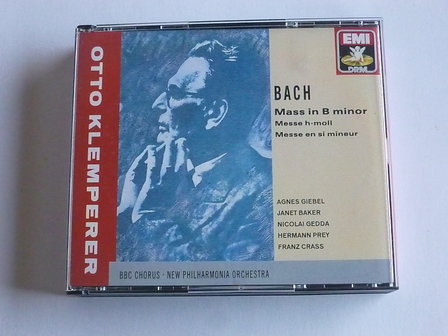 OTTO KLEMPERER
EMI
DRM
BACH
Mass in B minor
Messe h-moll
Messe en si mineur
AGNES GIEBEL
JANET BAKER
NICOLAI GEDDA
HERMANN PREY
FRANZ CRASS
BBC CHORUS · NEW PHILHARMONIA ORCHESTRA